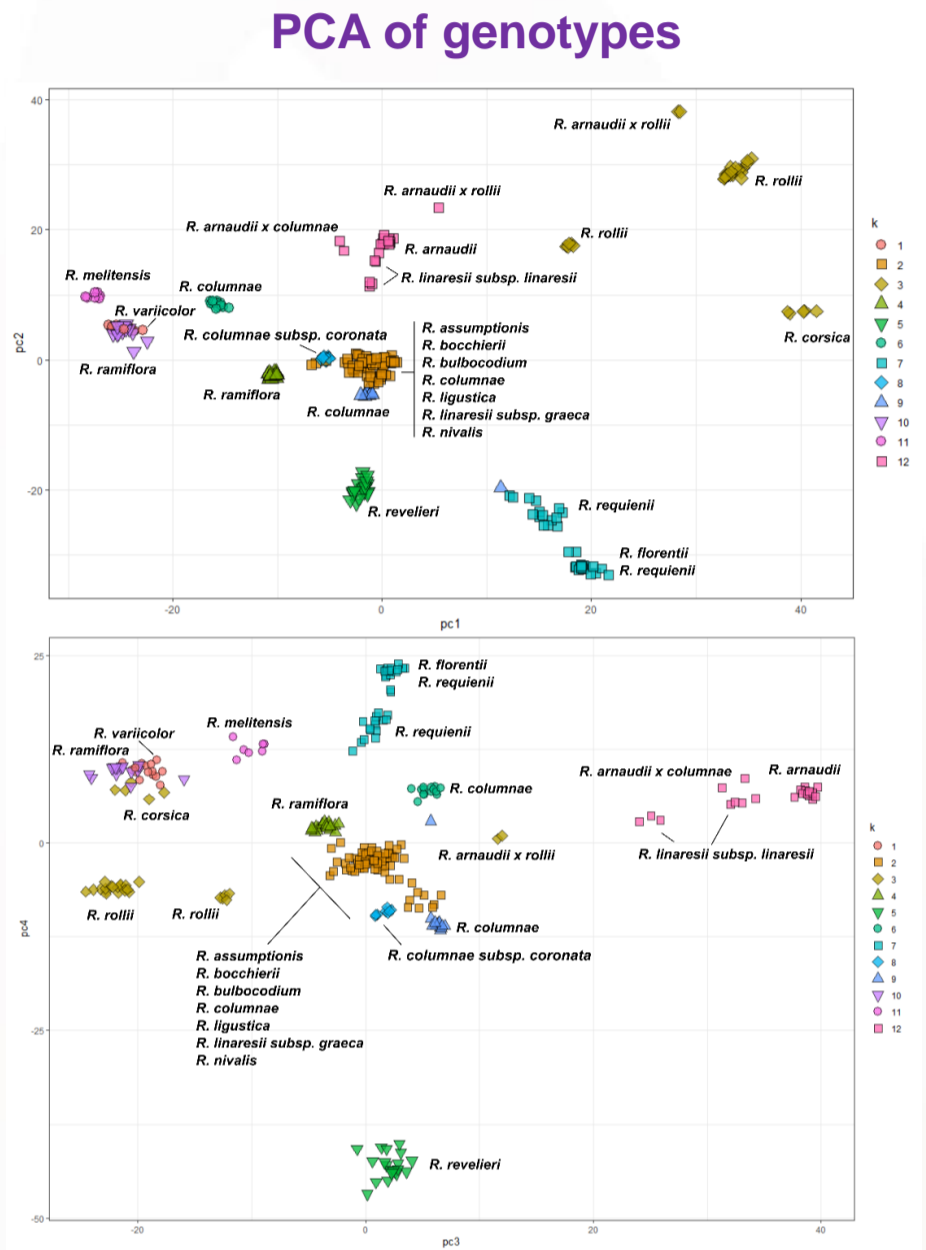 PCA of genotypes
40
R. arnaudii x rollii
R. rollii
R. arnaudii x rollii
20
R. arnaudii x columnae
R. rollii
R. arnaudii
R. linaresii subsp. linaresii
R. melitensis
R. columnae
R. variicolor
R. corsica
R. columnae subsp. coronata
R. assumptionis
R. bocchierii
R. bulbocodium
R. columnae
R. ligustica
R. linaresii subsp. graeca
R. nivalis
0
R. ramiflora
R. ramiflora
R. columnae
-20
R. revelieri
R. requienii
R. florentii
R. requienii
pc2
-20
0
20
40
pc1
k
1
2
3
4
5
6
7
8
9
10
11
12
25
R. florentii
R. requienii
R. requienii
R. melitensis
R. variicolor
R. ramiflora
R. corsica
R. columnae
R. arnaudii x columnae
R. arnaudii
R. ramiflora
0
R. arnaudii x rollii
R. linaresii subsp. linaresii
R. rollii
R. rollii
R. columnae
R. columnae subsp. coronata
R. assumptionis
R. bocchierii
R. bulbocodium
R. columnae
R. ligustica
R. linaresii subsp. graeca
R. nivalis
-25
R. revelieri
-50
pc4
-20
0
20
40
pc3
k
1
2
3
4
5
6
7
8
9
10
11
12